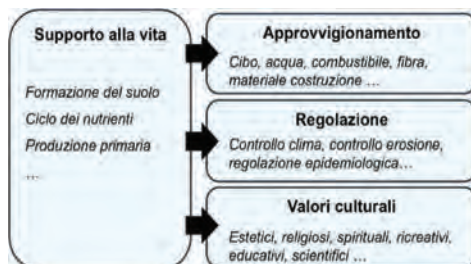 Supporto alla vita
Formazione del suolo
Ciclo dei nutrienti
Produzione primaria
…
Approvvigionamento
Cibo, acqua, combustibile, fibra,
materiale costruzione …
Regolazione
Controllo clima, controllo erosione,
regolazione epidemiologica…
Valori culturali
Estetici, religiosi, spirituali, ricreativi,
educativi, scientifici …